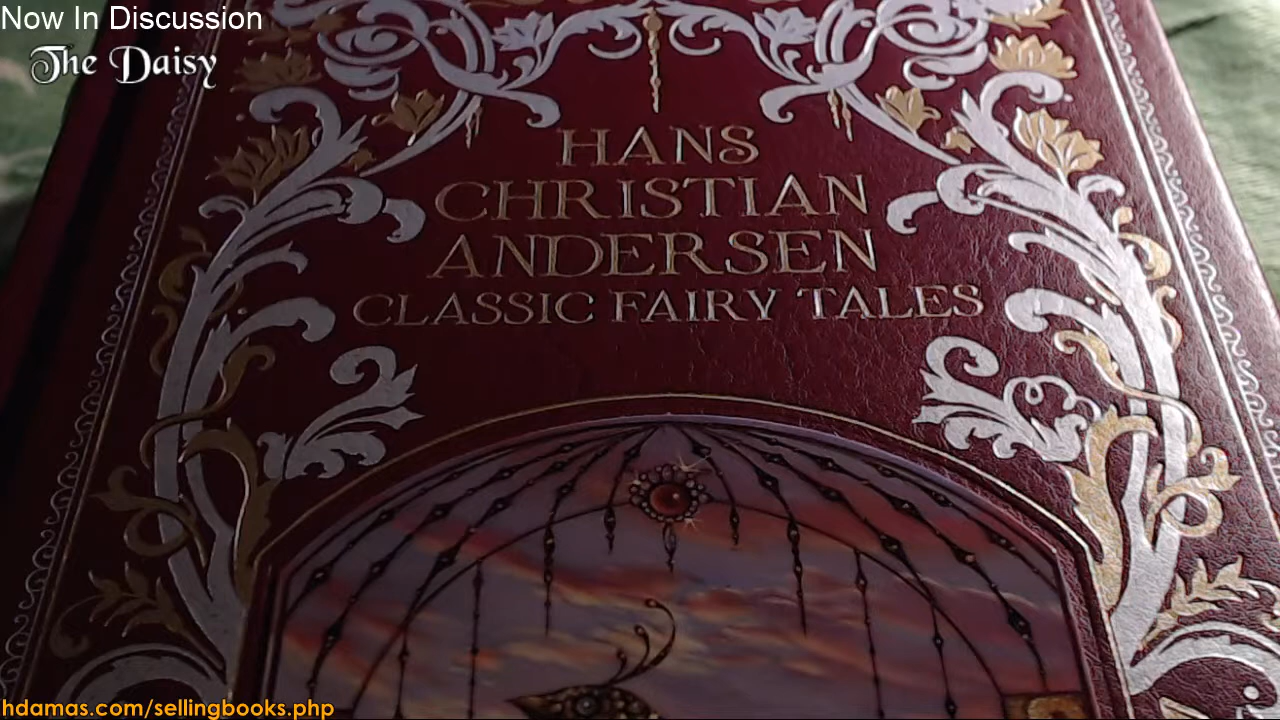 Now In Discussion
The Daisy
HANS
CHRISTIAN
ANDERSEN
CLASSIC FAIRY TALES
hdamas.com/sellingbooks.php